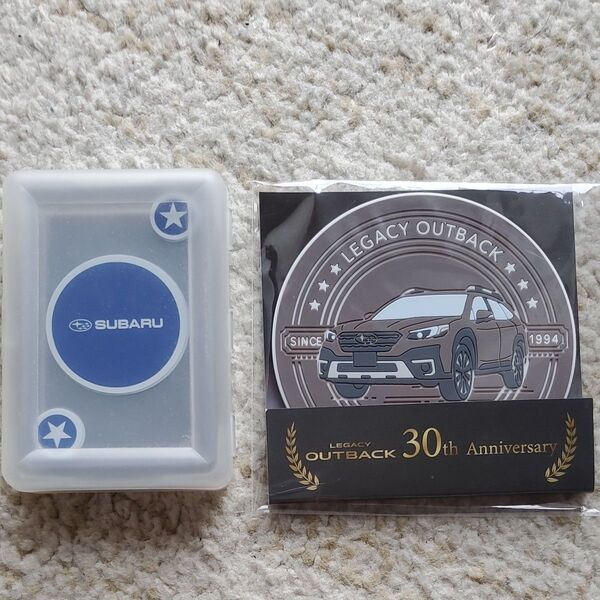 SUBARU
LEGACY OUTBACK
SINCE 1994
LEGACY
OUTBACK 30th Anniversary